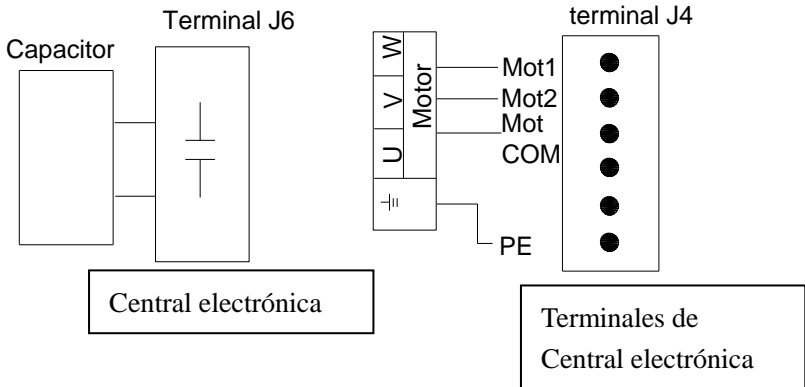 Terminal J6
terminal J4
Capacitor
W
V
U
Motor
Mot1
Mot2
Mot
COM
PE
Central electrónica
Terminales de
Central electrónica